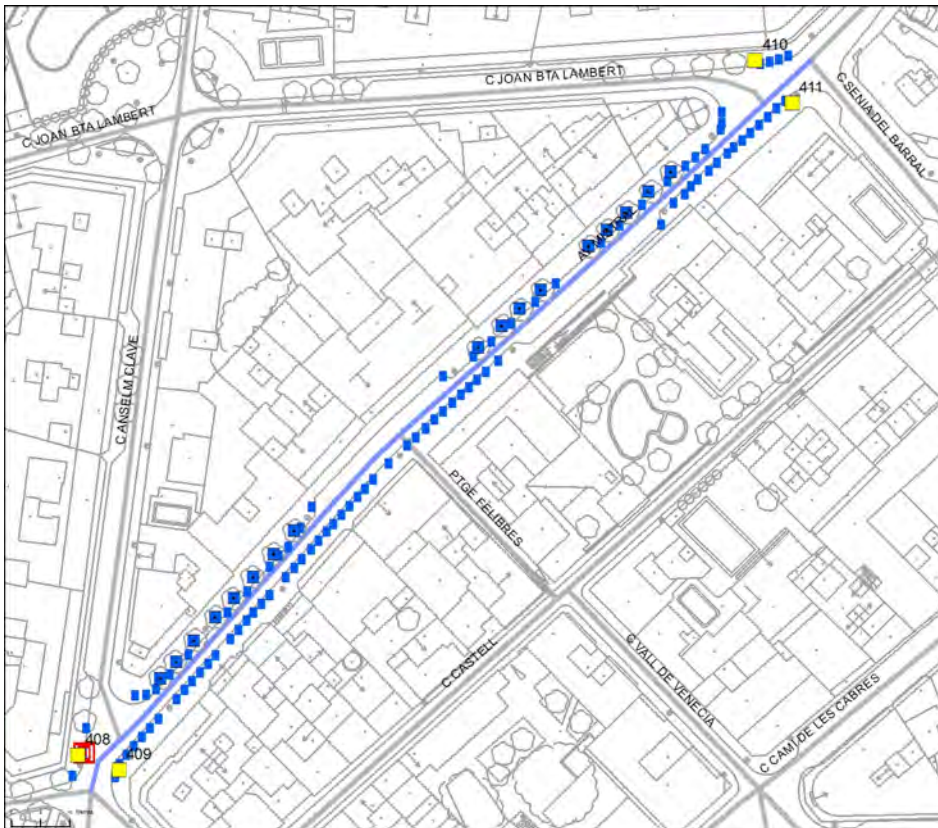 410
C JOAN BTA LAMBERT
C JOAN BTA LAMBERT
411
C SENIA DEL BARRAL
C ANSELM CLAVE
PTGE FELIBRES
C CASTELL
C VALL DE VENECIA
C CAMI DE LES CABRES
408
409